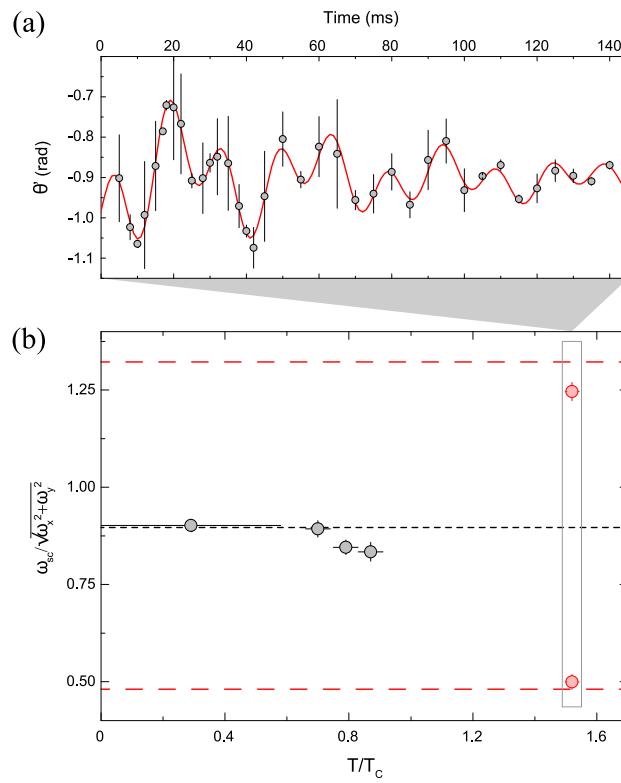 (a)
Time (ms)
0 20 40 60 80 100 120 140
-0.7
-0.8
-0.9
-1.0
-1.1
θ' (rad)
(b)
1.25
1.00
0.75
0.50
ω_sc/√ω_x²+ω_y²
0 0.4 0.8 1.2 1.6
T/T_C